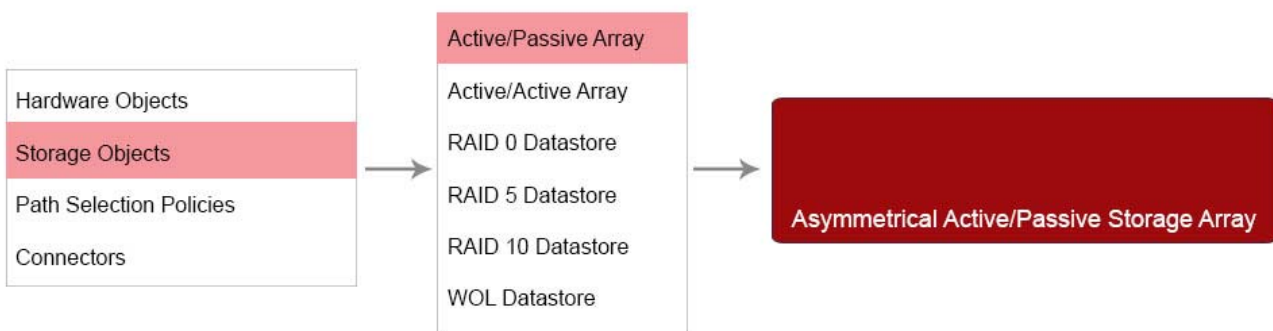 Hardware Objects
Storage Objects
Path Selection Policies
Connectors
Active/Passive Array
Active/Active Array
RAID 0 Datastore
RAID 5 Datastore
RAID 10 Datastore
WOL Datastore
Asymmetrical Active/Passive Storage Array